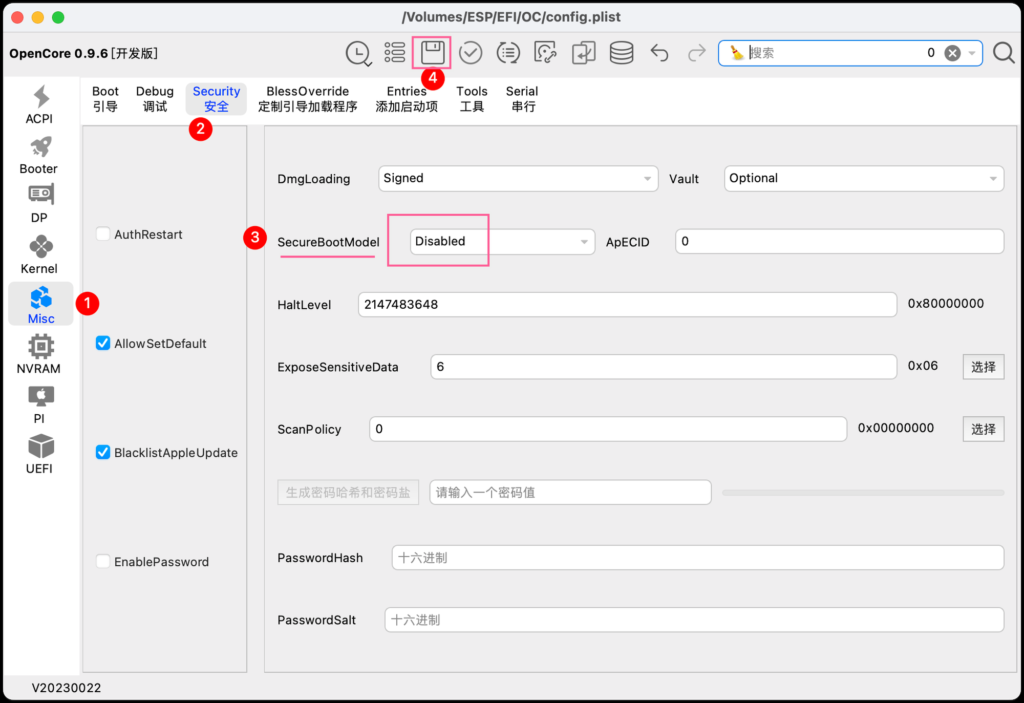 /Volumes/ESP/EFI/OC/config.plist
OpenCore 0.9.6 [开发版]
搜索
0
4
ACPI
Booter
DP
Kernel
Misc
1
NVRAM
PI
UEFI
Boot
引导
Debug
调试
Security
安全
2
BlessOverride
定制引导加载程序
Entries
添加启动项
Tools
工具
Serial
串行
AuthRestart
AllowSetDefault
BlacklistAppleUpdate
EnablePassword
DmgLoading
Signed
Vault
Optional
3
SecureBootModel
Disabled
ApECID
0
HaltLevel
2147483648
0x80000000
ExposeSensitiveData
6
0x06
选择
ScanPolicy
0
0x00000000
选择
生成密码哈希和密码盐
请输入一个密码值
PasswordHash
十六进制
PasswordSalt
十六进制
V20230022